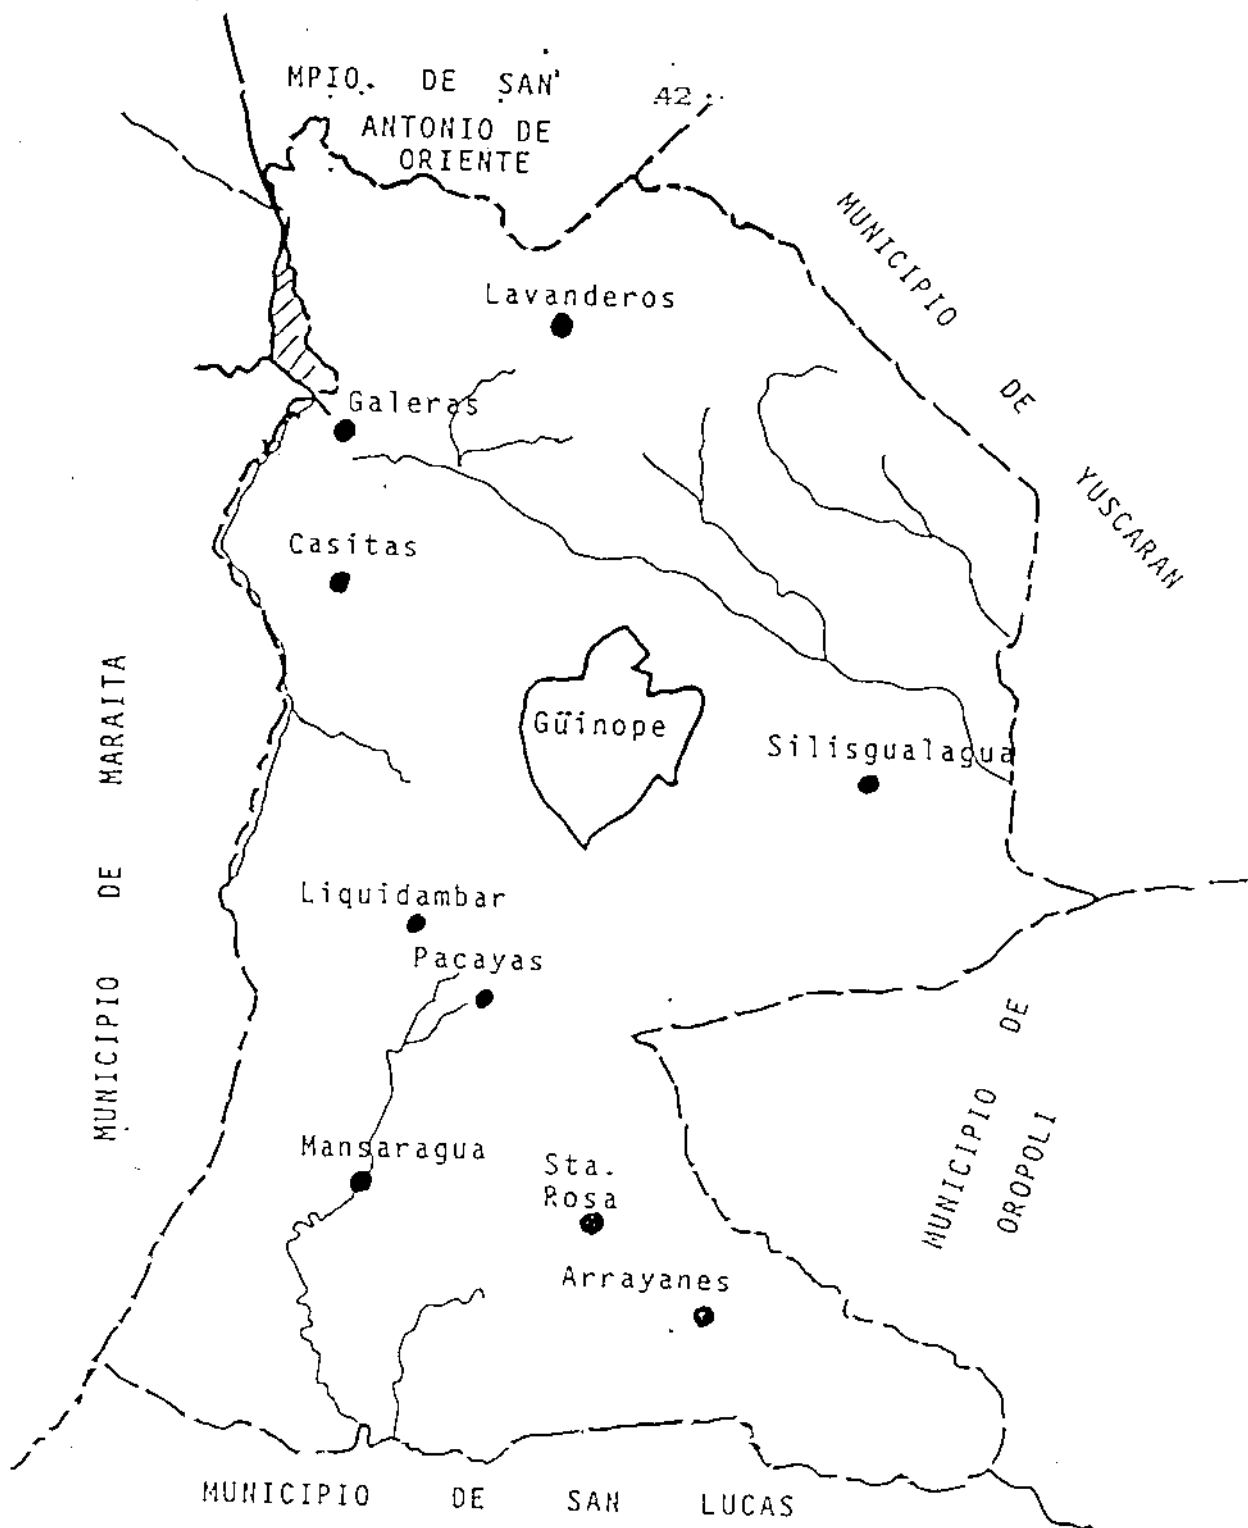 MPIO. DE SAN
ANTONIO DE
ORIENTE
42
MUNICIPIO DE YUSCARAN
Lavanderos
Galeras
Casitas
MUNICIPIO DE MARAITA
Güinope
Silisgualagua
Liquidambar
Pacayas
MUNICIPIO DE
OROPOLI
Mansaragua
Sta.
Rosa
Arrayanes
MUNICIPIO DE SAN LUCAS